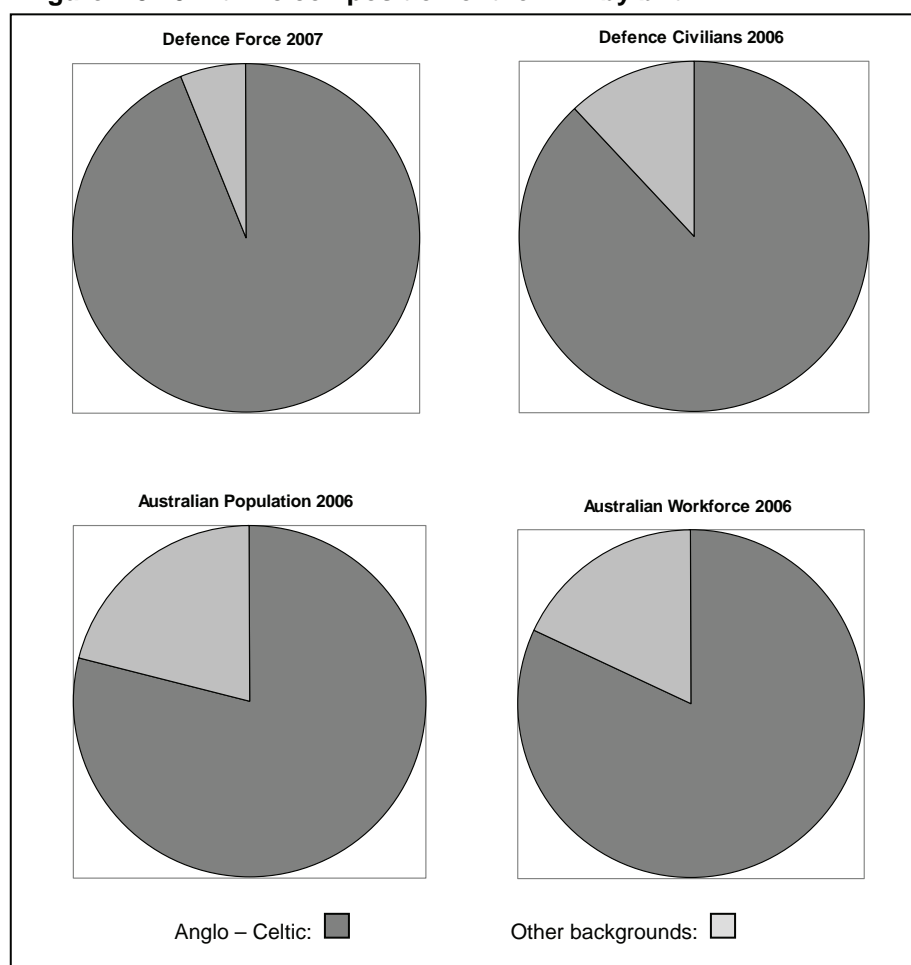 Defence Force 2007
Defence Civilians 2006
Australian Population 2006
Australian Workforce 2006
Anglo – Celtic:
Other backgrounds: